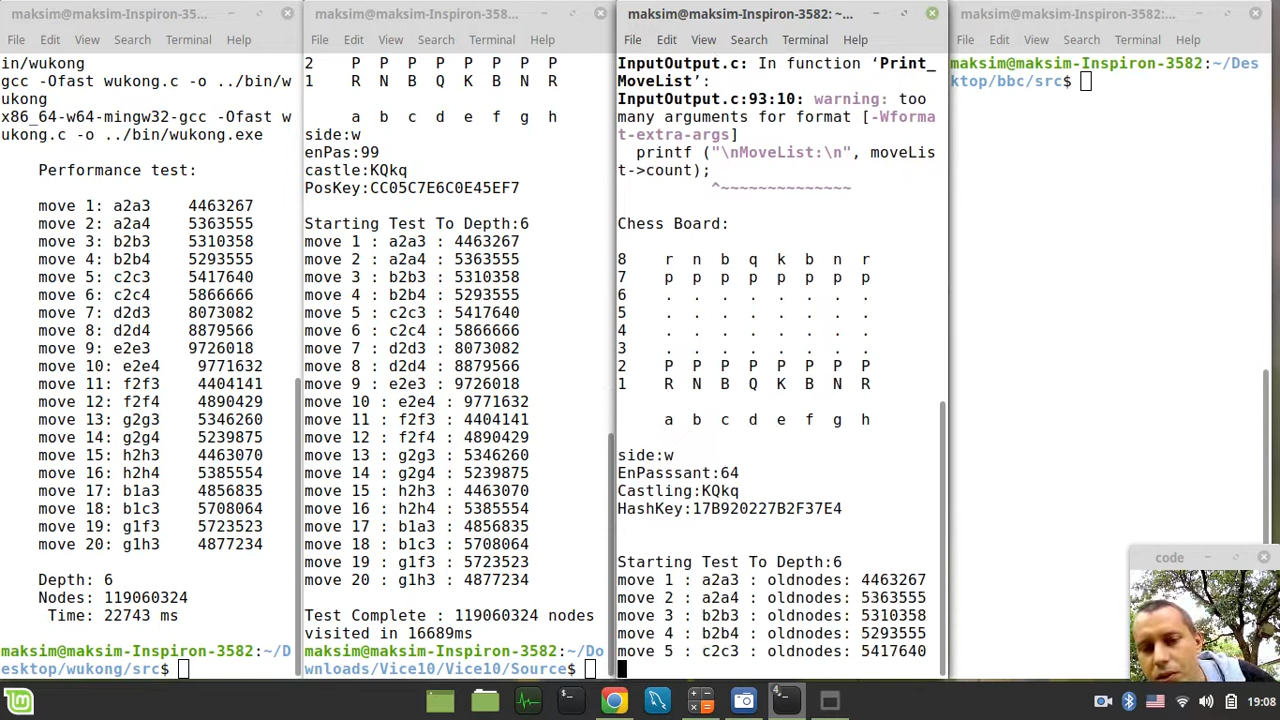 maksim@maksim-Inspiron-35...
File Edit View Search Terminal Help
in/wukong
gcc -Ofast wukong.c -o ../bin/wu
ukong
x86_64-w64-mingw32-gcc -Ofast w
ukong.c -o ../bin/wukong.exe
Performance test:
move 1: a2a3 4463267
move 2: a2a4 5363555
move 3: b2b3 5310358
move 4: b2b4 5293555
move 5: c2c3 5417640
move 6: c2c4 5866666
move 7: d2d3 8073082
move 8: d2d4 8879566
move 9: e2e3 9726018
move 10: e2e4 9771632
move 11: f2f3 4404141
move 12: f2f4 4890429
move 13: g2g3 5346260
move 14: g2g4 5239875
move 15: h2h3 4463070
move 16: h2h4 5385554
move 17: b1a3 4856835
move 18: b1c3 5708064
move 19: g1f3 5723523
move 20: g1h3 4877234
Depth: 6
Nodes: 119060324
Time: 22743 ms
maksim@maksim-Inspiron-3582:~/D
esktop/wukong/src$
maksim@maksim-Inspiron-358...
File Edit View Search Terminal Help
2 P P P P P P P P
1 R N B Q K B N R
a b c d e f g h
side:w
enPas:99
castle:KQkq
PosKey:CC05C7E6C0E45EF7
Starting Test To Depth:6
move 1 : a2a3 : 4463267
move 2 : a2a4 : 5363555
move 3 : b2b3 : 5310358
move 4 : b2b4 : 5293555
move 5 : c2c3 : 5417640
move 6 : c2c4 : 5866666
move 7 : d2d3 : 8073082
move 8 : d2d4 : 8879566
move 9 : e2e3 : 9726018
move 10 : e2e4 : 9771632
move 11 : f2f3 : 4404141
move 12 : f2f4 : 4890429
move 13 : g2g3 : 5346260
move 14 : g2g4 : 5239875
move 15 : h2h3 : 4463070
move 16 : h2h4 : 5385554
move 17 : b1a3 : 4856835
move 18 : b1c3 : 5708064
move 19 : g1f3 : 5723523
move 20 : g1h3 : 4877234
Test Complete : 119060324 nodes
visited in 16689ms
maksim@maksim-Inspiron-3582:~/Do
wnloads/Vice10/Vice10/Source$
maksim@maksim-Inspiron-3582: ~...
File Edit View Search Terminal Help
InputOutput.c: In function ‘Print_
MoveList’:
InputOutput.c:93:10: warning: too
many arguments for format [-Wforma
t-extra-args]
printf ("\nMoveList:\n", moveLis
t->count);
^~~~~~~~~~~~~~~
Chess Board:
8 r n b q k b n r
7 p p p p p p p p
6 . . . . . . . .
5 . . . . . . . .
4 . . . . . . . .
3 . . . . . . . .
2 P P P P P P P P
1 R N B Q K B N R
a b c d e f g h
side:w
EnPasssant:64
Castling:KQkq
HashKey:17B920227B2F37E4
Starting Test To Depth:6
move 1 : a2a3 : oldnodes: 4463267
move 2 : a2a4 : oldnodes: 5363555
move 3 : b2b3 : oldnodes: 5310358
move 4 : b2b4 : oldnodes: 5293555
move 5 : c2c3 : oldnodes: 5417640
maksim@maksim-Inspiron-3582:...
File Edit View Search Terminal Help
maksim@maksim-Inspiron-3582:~/Des
ktop/bbc/src$
code
4
19:08